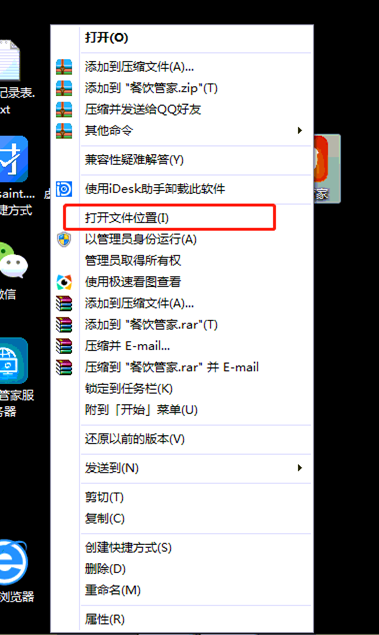 打开(O)
添加到压缩文件(A)...
添加到 "餐饮管家.zip"(T)
压缩并发送给QQ好友
其他命令
兼容性疑难解答(Y)
使用iDesk助手卸载此软件
打开文件位置(I)
以管理员身份运行(A)
管理员取得所有权
使用极速看图查看
添加到压缩文件(A)...
添加到 "餐饮管家.rar"(T)
压缩并 E-mail...
压缩到 "餐饮管家.rar" 并 E-mail
锁定到任务栏(K)
附到「开始」菜单(U)
还原以前的版本(V)
发送到(N)
剪切(T)
复制(C)
创建快捷方式(S)
删除(D)
重命名(M)
属性(R)
记录表.
xt
saint....
捷方式
微信
管家服
务器
浏览器
家